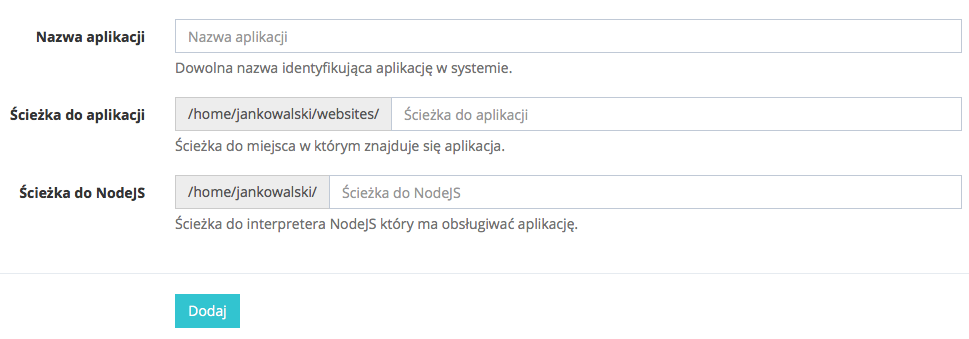 Nazwa aplikacji Nazwa aplikacji
Dowolna nazwa identyfikująca aplikację w systemie.
Ścieżka do aplikacji /home/jankowalski/websites/ Ścieżka do aplikacji
Ścieżka do miejsca w którym znajduje się aplikacja.
Ścieżka do NodeJS /home/jankowalski/ Ścieżka do NodeJS
Ścieżka do interpretera NodeJS który ma obsługiwać aplikację.
Dodaj